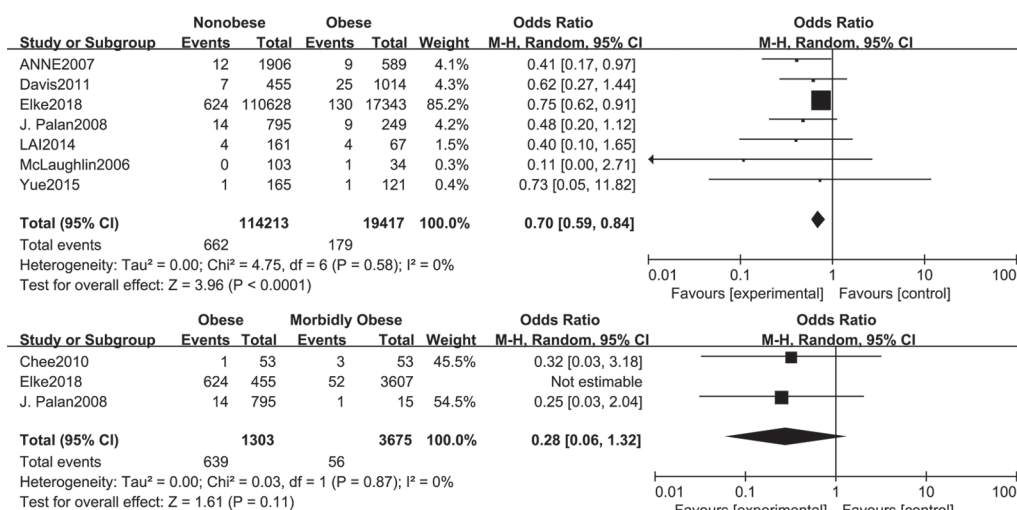 Nonobese Obese Odds Ratio Odds Ratio
Study or Subgroup Events Total Events Total Weight M-H, Random, 95% CI M-H, Random, 95% CI
ANNE2007 12 1906 9 589 4.1% 0.41 [0.17, 0.97]
Davis2011 7 455 25 1014 4.3% 0.62 [0.27, 1.44]
Elke2018 624 110628 130 17343 85.2% 0.75 [0.62, 0.91]
J. Palan2008 14 795 9 249 4.2% 0.48 [0.20, 1.12]
LAI2014 4 161 4 67 1.5% 0.40 [0.10, 1.65]
McLaughlin2006 0 103 1 34 0.3% 0.11 [0.00, 2.71]
Yue2015 1 165 1 121 0.4% 0.73 [0.05, 11.82]
Total (95% CI) 114213 19417 100.0% 0.70 [0.59, 0.84]
Total events 662 179
Heterogeneity: Tau² = 0.00; Chi² = 4.75, df = 6 (P = 0.58); I² = 0%
Test for overall effect: Z = 3.96 (P < 0.0001)
0.01 0.1 1 10 100
Favours [experimental] Favours [control]
Obese Morbidly Obese Odds Ratio Odds Ratio
Study or Subgroup Events Total Events Total Weight M-H, Random, 95% CI M-H, Random, 95% CI
Chee2010 1 53 3 53 45.5% 0.32 [0.03, 3.18]
Elke2018 624 455 52 3607 Not estimable
J. Palan2008 14 795 1 15 54.5% 0.25 [0.03, 2.04]
Total (95% CI) 1303 3675 100.0% 0.28 [0.06, 1.32]
Total events 639 56
Heterogeneity: Tau² = 0.00; Chi² = 0.03, df = 1 (P = 0.87); I² = 0%
Test for overall effect: Z = 1.61 (P = 0.11)
0.01 0.1 1 10 100
Favours [experimental] Favours [control]